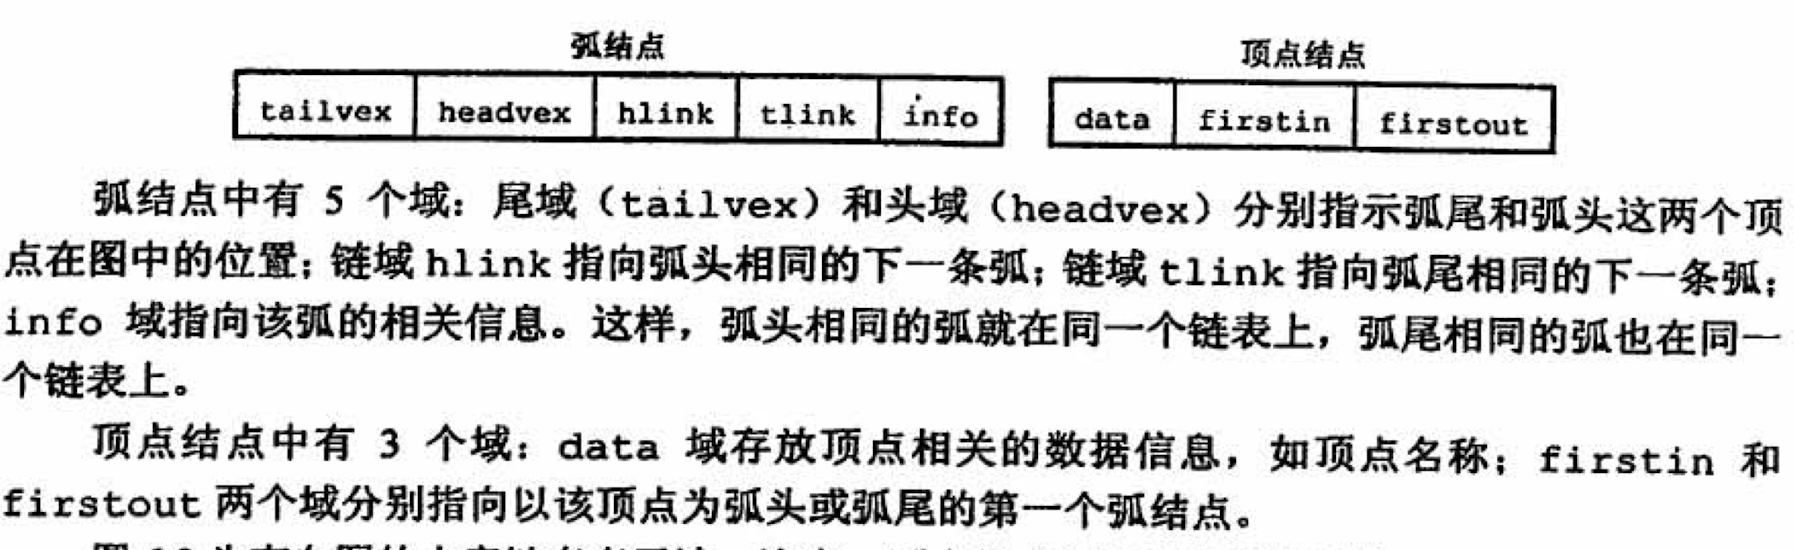 弧结点
顶点结点
tailvex headvex hlink tlink info
data firstin firstout
弧结点中有 5 个域：尾域（tailvex）和头域（headvex）分别指示弧尾和弧头这两个顶
点在图中的位置；链域 hlink 指向弧头相同的下一条弧；链域 tlink 指向弧尾相同的下一条弧；
info 域指向该弧的相关信息。这样，弧头相同的弧就在同一个链表上，弧尾相同的弧也在同一
个链表上。
顶点结点中有 3 个域：data 域存放顶点相关的数据信息，如顶点名称；firstin 和
firstout 两个域分别指向以该顶点为弧头或弧尾的第一个弧结点。